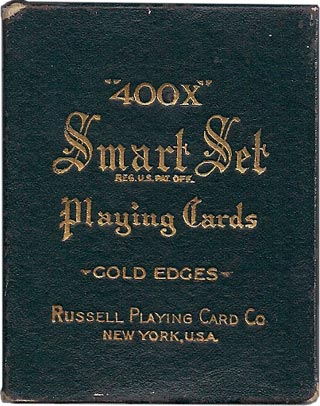 "400X"
Smart Set
REG. U.S. PAT. OFF.
Playing Cards
GOLD EDGES
RUSSELL PLAYING CARD CO
NEW YORK, U.S.A.